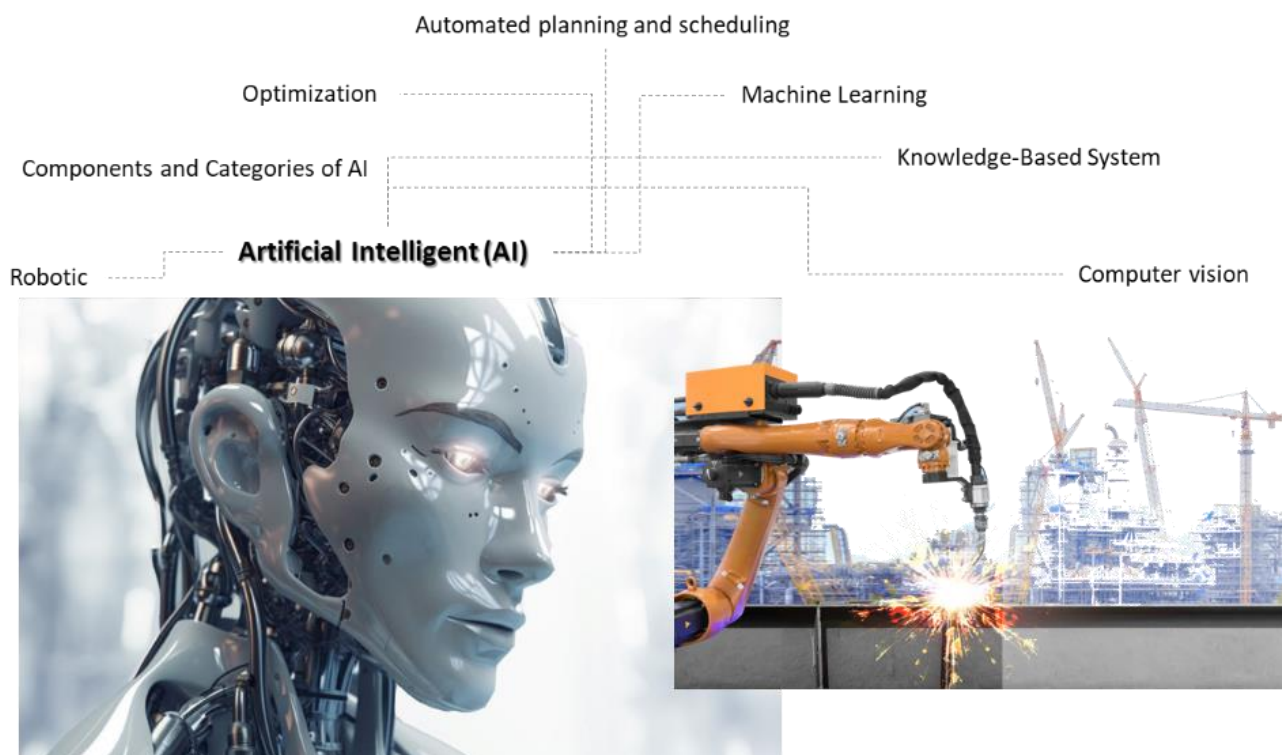 Automated planning and scheduling
Optimization
Machine Learning
Components and Categories of AI
Knowledge-Based System
Artificial Intelligent (AI)
Robotic
Computer vision